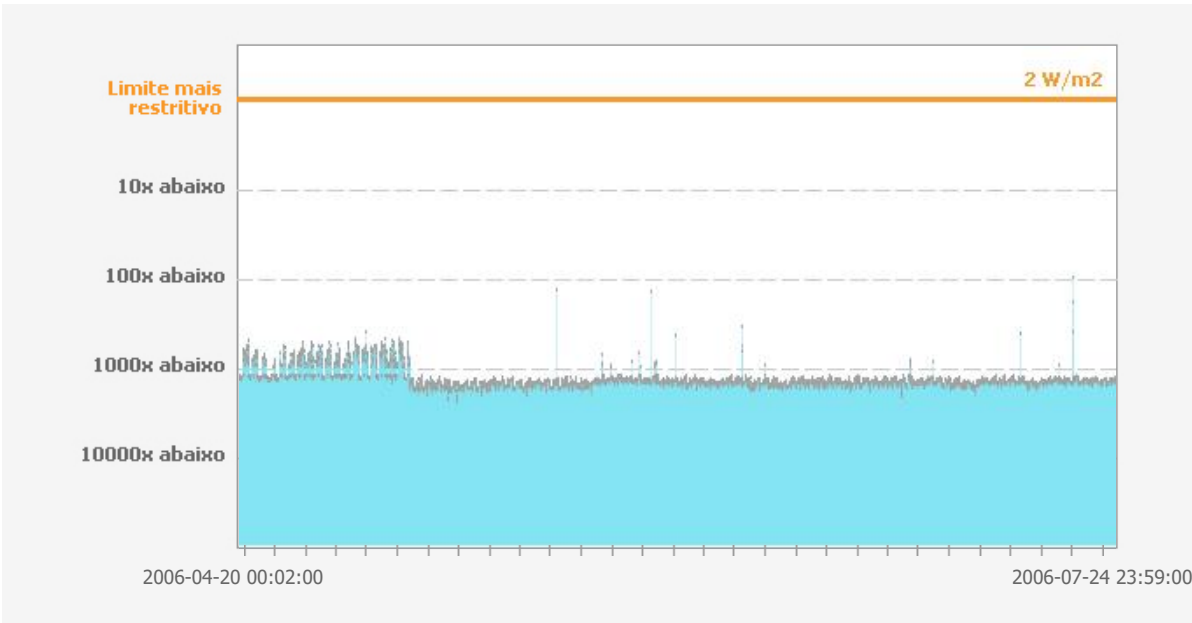 Limite mais
restritivo
2 W/m2
10x abaixo
100x abaixo
1000x abaixo
10000x abaixo
2006-04-20 00:02:00
2006-07-24 23:59:00